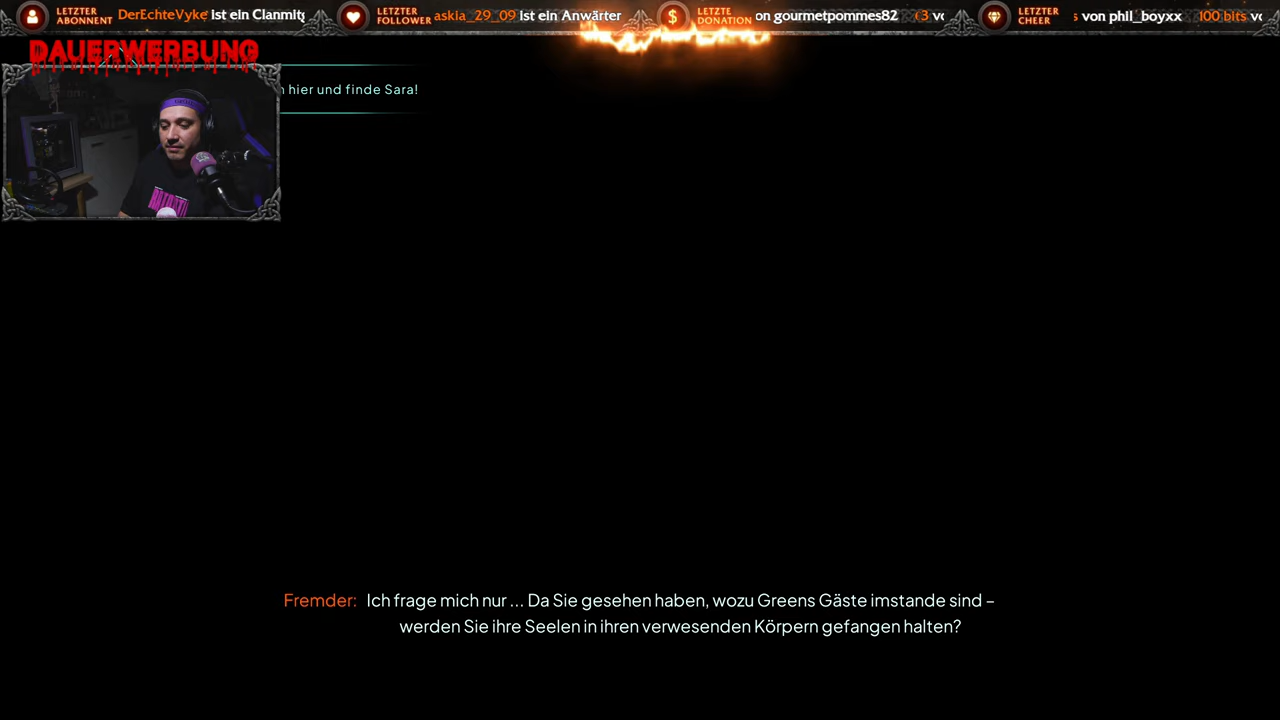 LETZTER
ABONNENT
DerEchteVyke ist ein Clanmitg
LETZTER
FOLLOWER
askia_29_09 ist ein Anwärter
LETZTE
DONATION
on gourmetpommes82
LETZTER
CHEER
von phil_boyxx 100 bits
DAUERWERBUNG
hier und finde Sara!
Fremder: Ich frage mich nur ... Da Sie gesehen haben, wozu Greens Gäste imstande sind –
werden Sie ihre Seelen in ihren verwesenden Körpern gefangen halten?